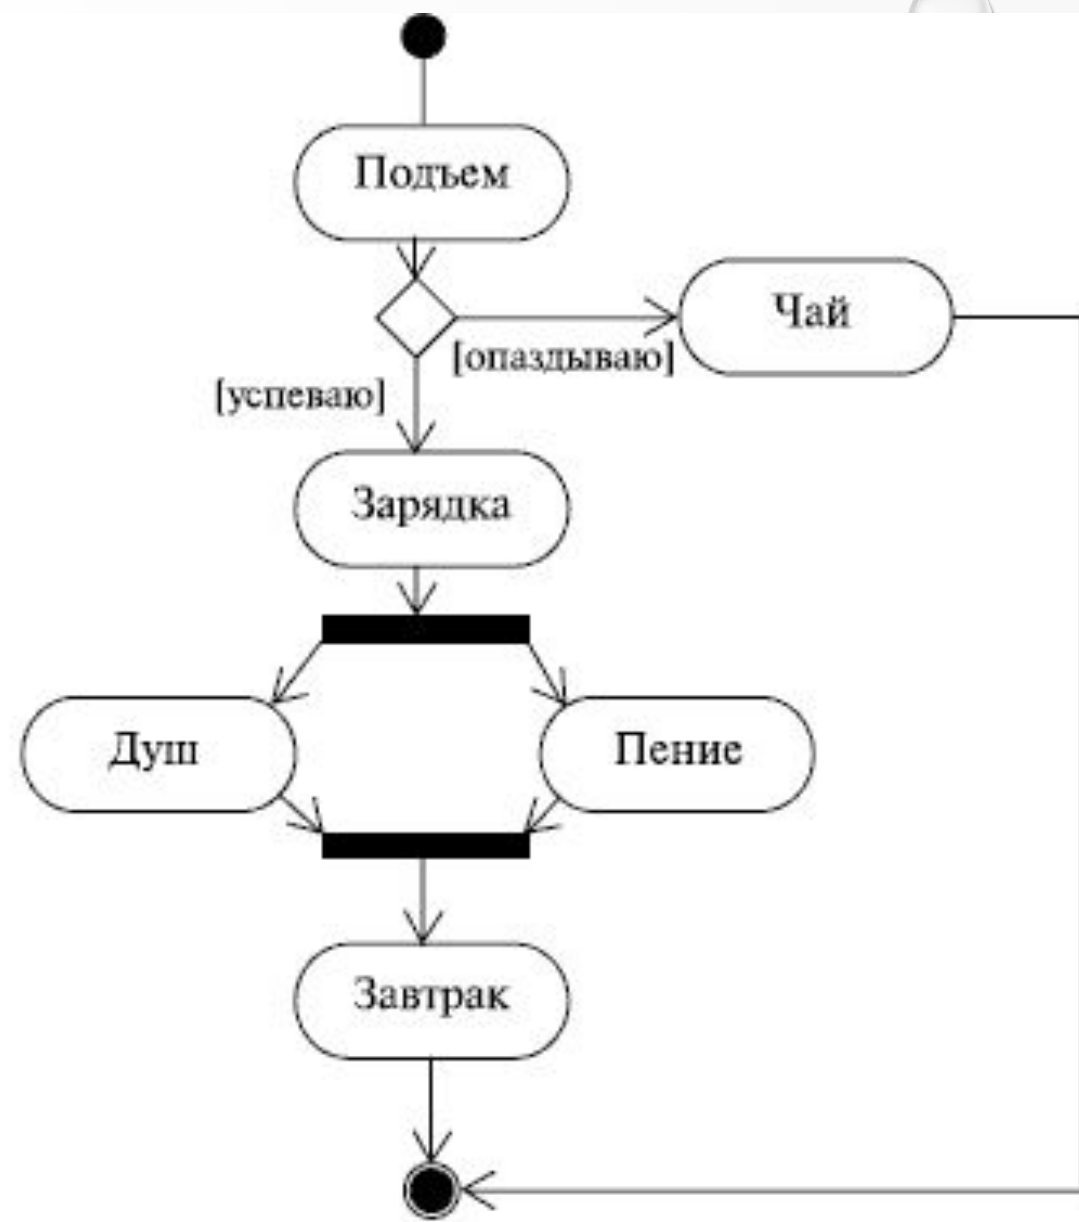 Подъем
Чай
[опаздываю]
[успеваю]
Зарядка
Душ
Пение
Завтрак